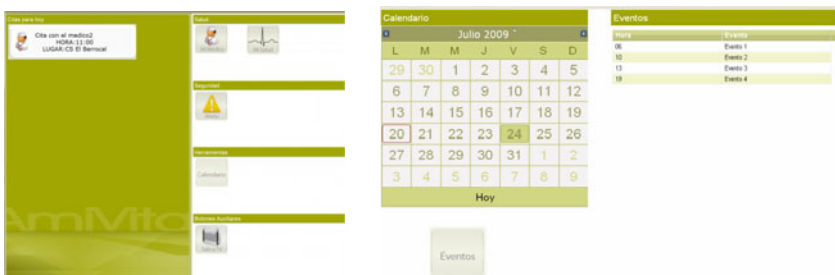 Citas para hoy
Cita con el medico2
HORA:11:00
LUGAR:CS El Berrocal
AmIVita
Salud
Mi Salud
Seguridad
Herramientas
Calendario
Botones Auxiliares
Calendario
Julio 2009
L M M J V S D
29 30 1 2 3 4 5
6 7 8 9 10 11 12
13 14 15 16 17 18 19
20 21 22 23 24 25 26
27 28 29 30 31 1 2
3 4 5 6 7 8 9
Hoy
Eventos
Eventos
Hora Evento
06 Evento 1
10 Evento 2
13 Evento 3
19 Evento 4